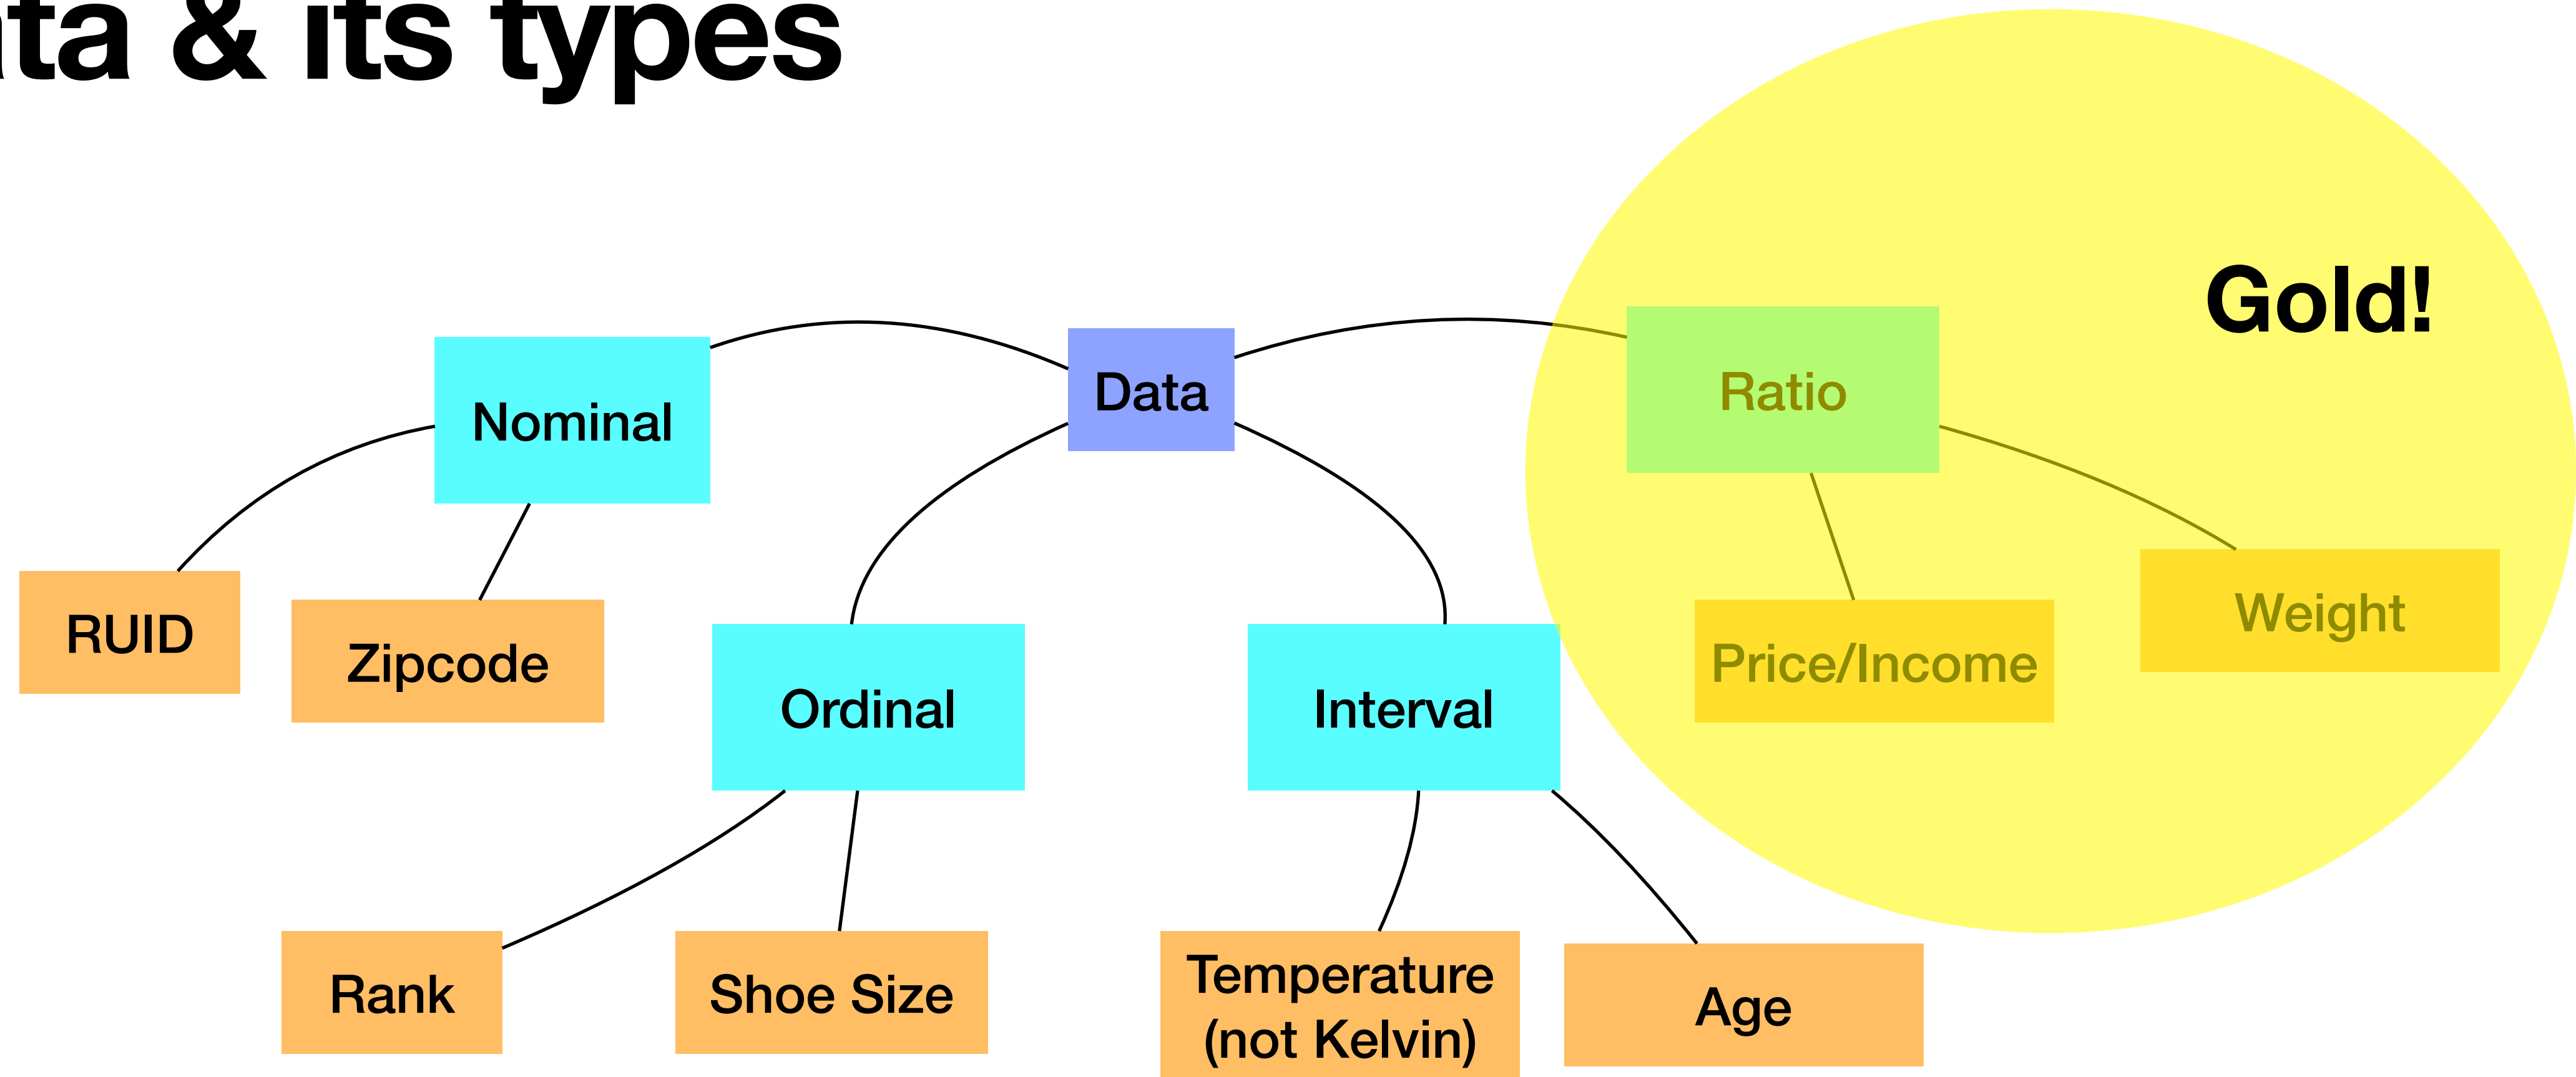 ta & its types
Gold!
Data
Ratio
Nominal
Weight
RUID
Zipcode
Price/Income
Ordinal
Interval
Rank
Shoe Size
Temperature
(not Kelvin)
Age